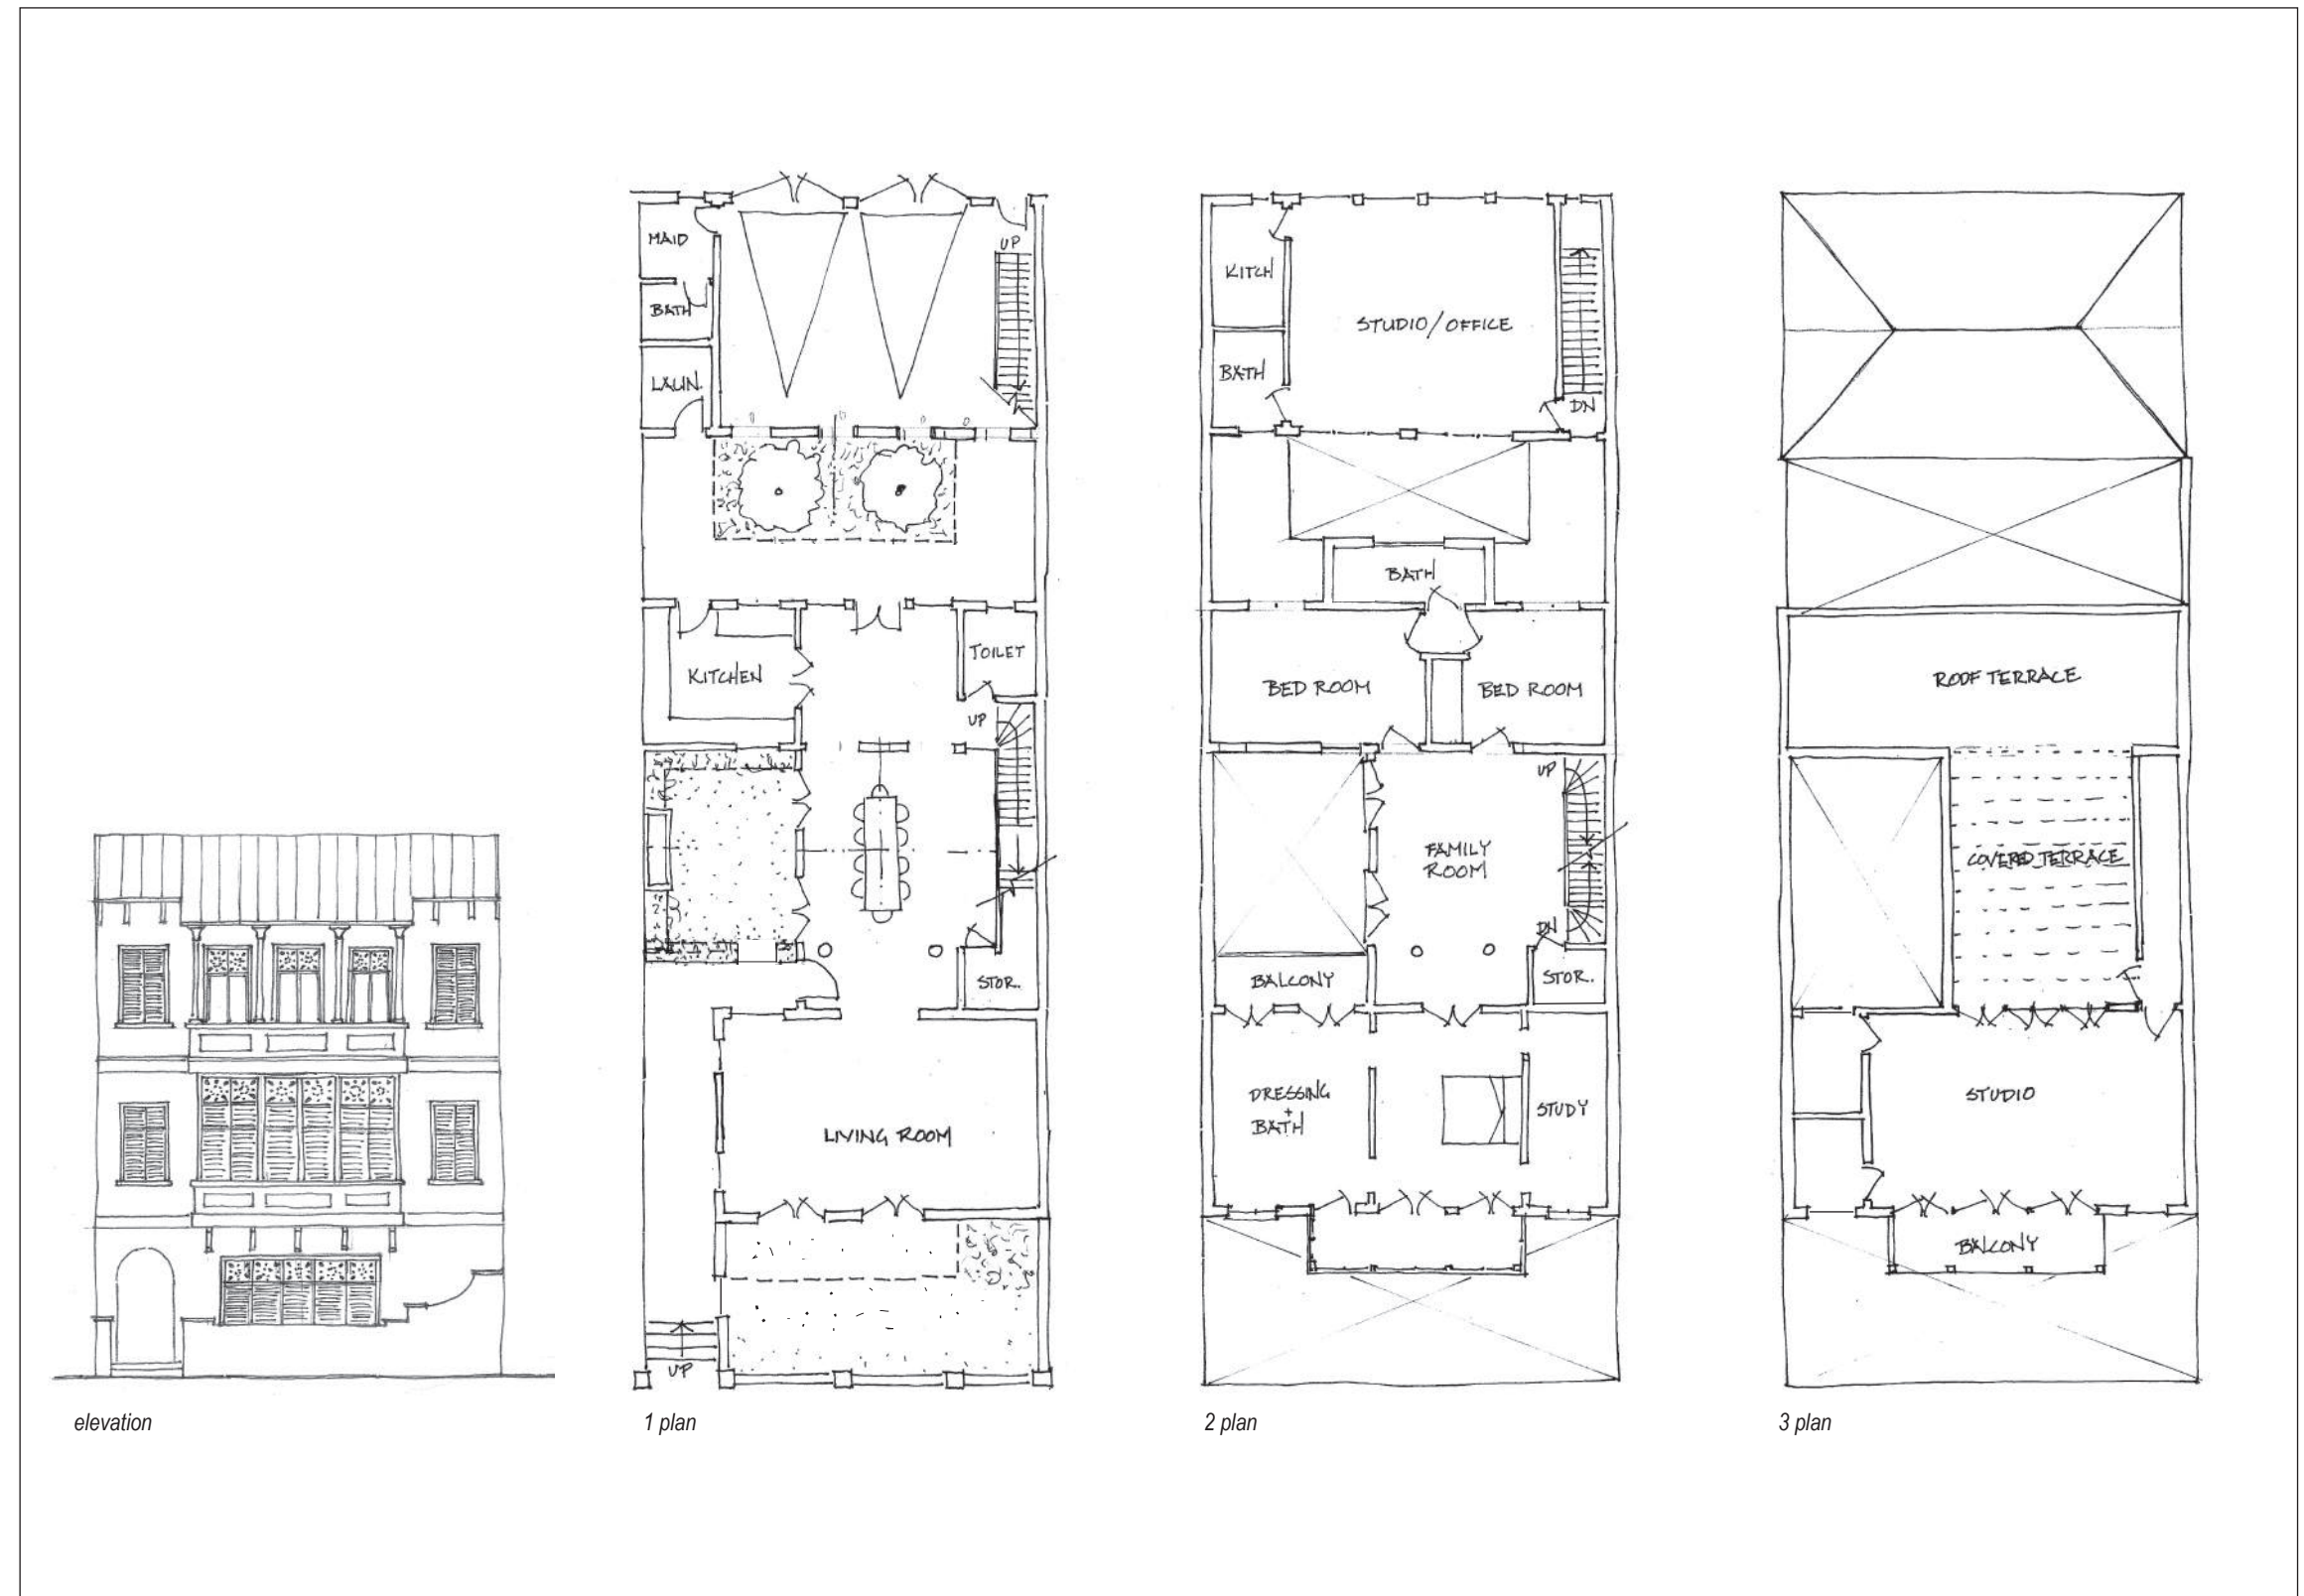 MAID
UP
BATH
LAUN.
KITCHEN
TOILET
UP
STOR.
LIVING ROOM
UP
KITCH
STUDIO/OFFICE
BATH
DN
BATH
BED ROOM
BED ROOM
UP
FAMILY
ROOM
DN
BALCONY
STOR.
DRESSING
+
BATH
STUDY
ROOF TERRACE
COVERED TERRACE
STUDIO
BALCONY
elevation
1 plan
2 plan
3 plan